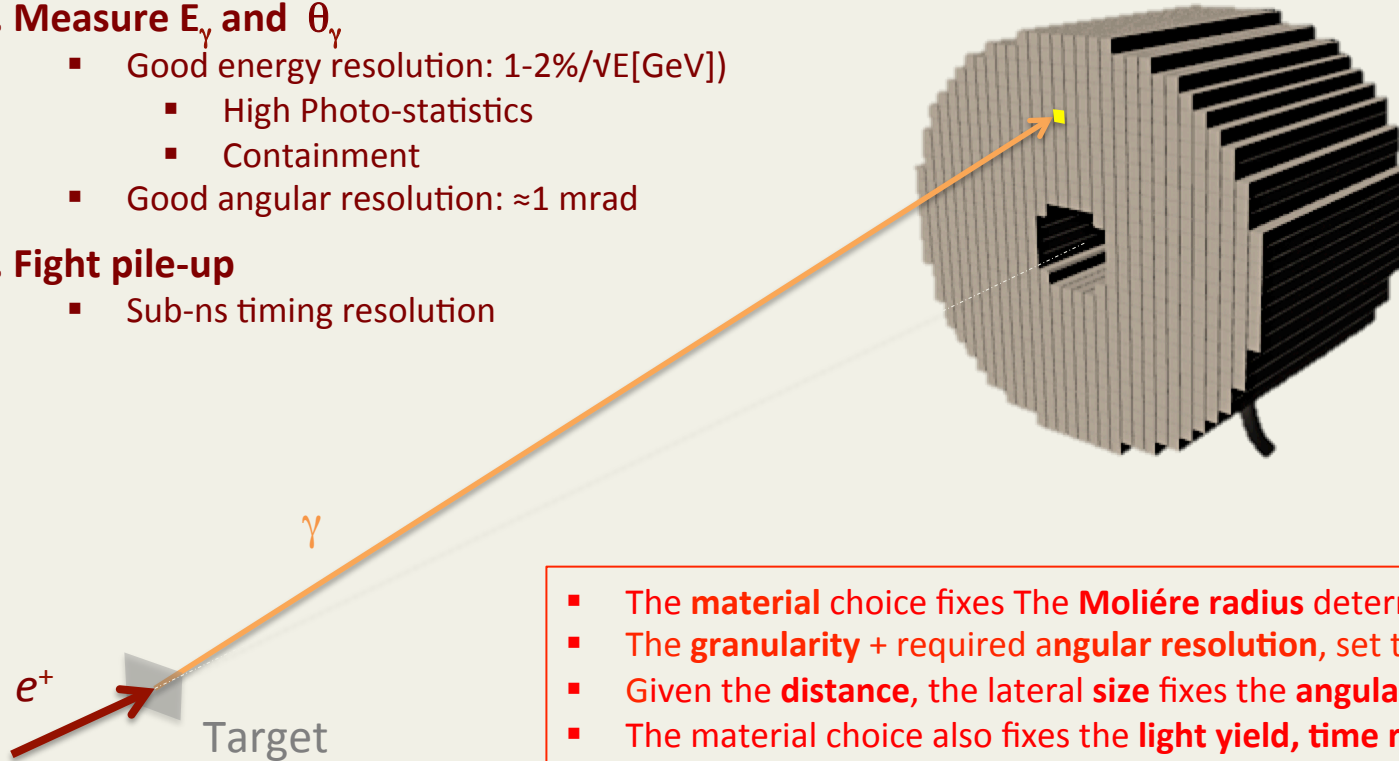 . Measure Eγ and θγ
▪ Good energy resolution: 1-2%/√E[GeV])
▪ High Photo-statistics
▪ Containment
▪ Good angular resolution: ≈1 mrad
. Fight pile-up
▪ Sub-ns timing resolution
γ
e⁺
Target
▪ The material choice fixes The Moliére radius deter
▪ The granularity + required angular resolution, set t
▪ Given the distance, the lateral size fixes the angula
▪ The material choice also fixes the light yield, time r